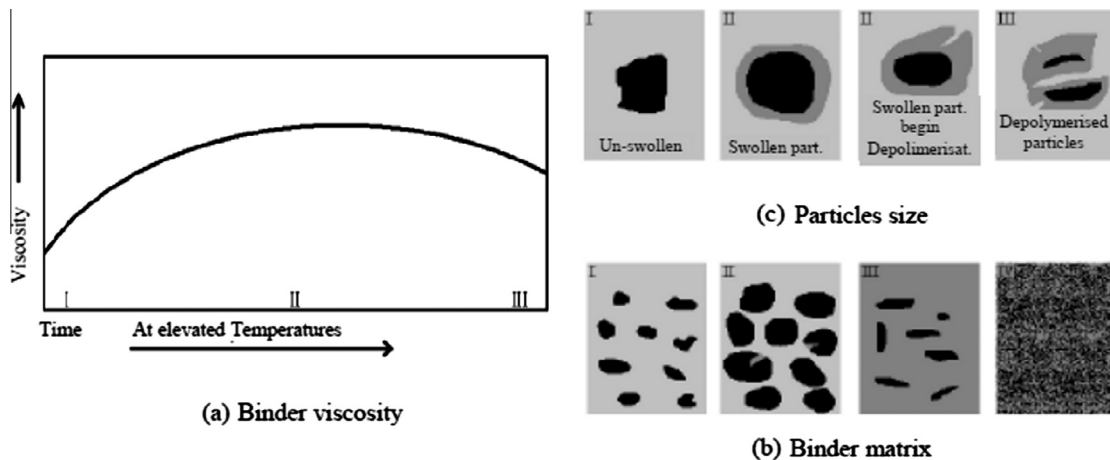 (a)
Viscosity
I
II
III
Time
At elevated Temperatures
(a) Binder viscosity
I
Un-swollen
II
Swollen part.
II
Swollen part.
begin
Depolimerisat.
III
Depolymerised
particles
(c) Particles size
I
II
III
(b) Binder matrix